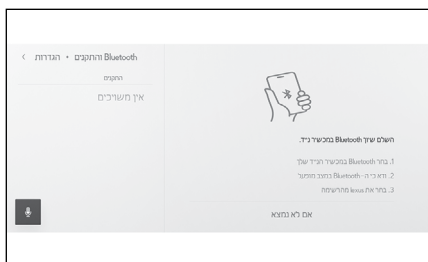 הגדרות • Bluetooth והתקנים
התקנים
אין משויכים
השלם שיוך Bluetooth במכשיר נייד.
1. בחר Bluetooth במכשיר הנייד שלך
2. ודא כי ה-Bluetooth במצב מזמינות
3. בחר את lexus מהרשימה
אם לא נמצא